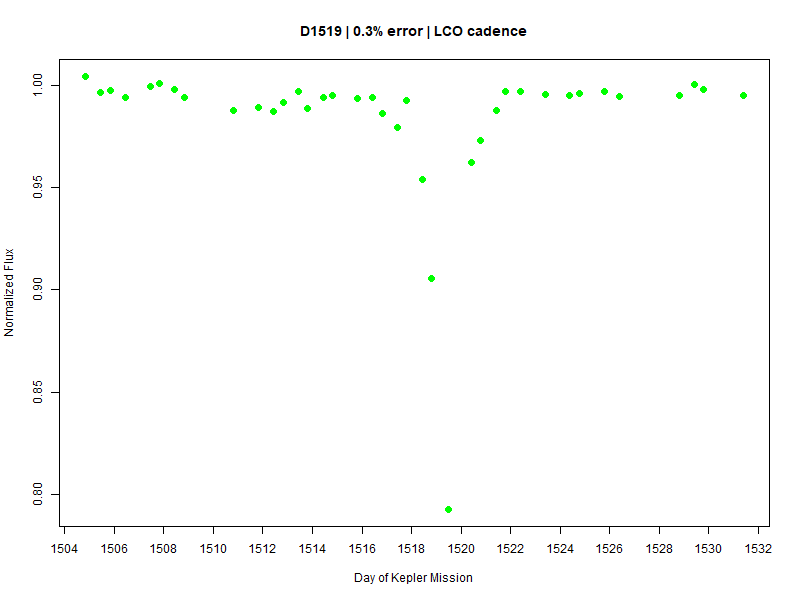 D1519 | 0.3% error | LCO cadence
Normalized Flux
1.00
0.95
0.90
0.85
0.80
1504 1506 1508 1510 1512 1514 1516 1518 1520 1522 1524 1526 1528 1530 1532
Day of Kepler Mission